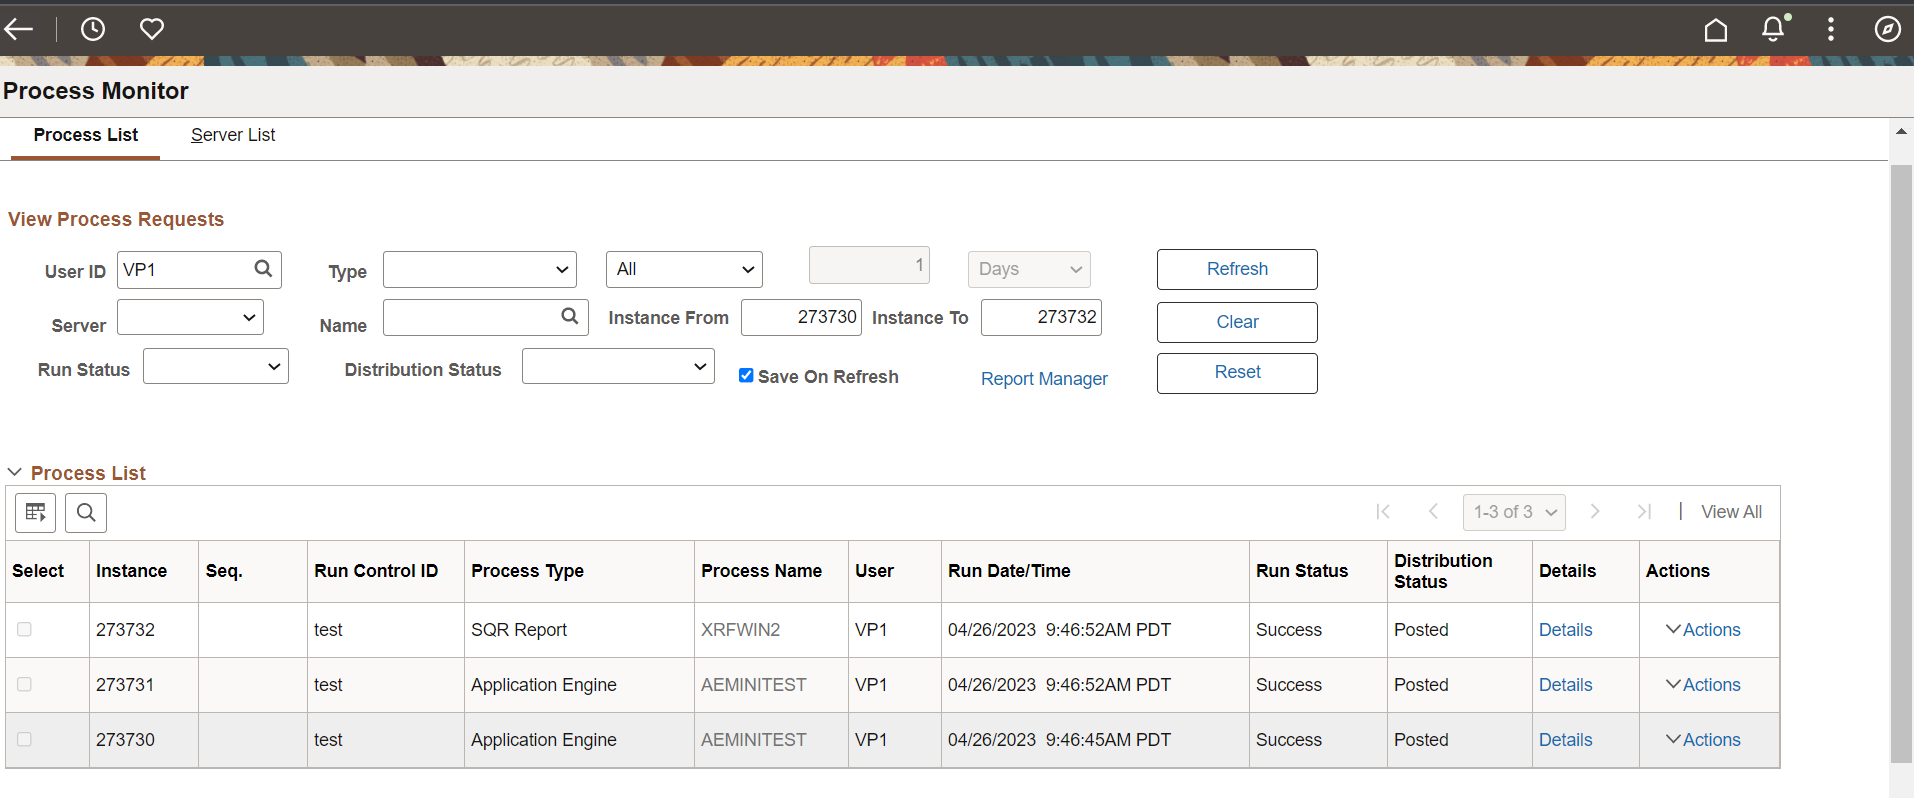 Process Monitor
Process List Server List
View Process Requests
User ID VP1 Type All 1 Days Refresh
Server Name Instance From 273730 Instance To 273732 Clear
Run Status Distribution Status Save On Refresh Report Manager Reset
Process List
1-3 of 3 | View All
Select Instance Seq. Run Control ID Process Type Process Name User Run Date/Time Run Status Distribution Status Details Actions
273732 test SQR Report XRFWIN2 VP1 04/26/2023 9:46:52AM PDT Success Posted Details Actions
273731 test Application Engine AEMINITEST VP1 04/26/2023 9:46:52AM PDT Success Posted Details Actions
273730 test Application Engine AEMINITEST VP1 04/26/2023 9:46:45AM PDT Success Posted Details Actions